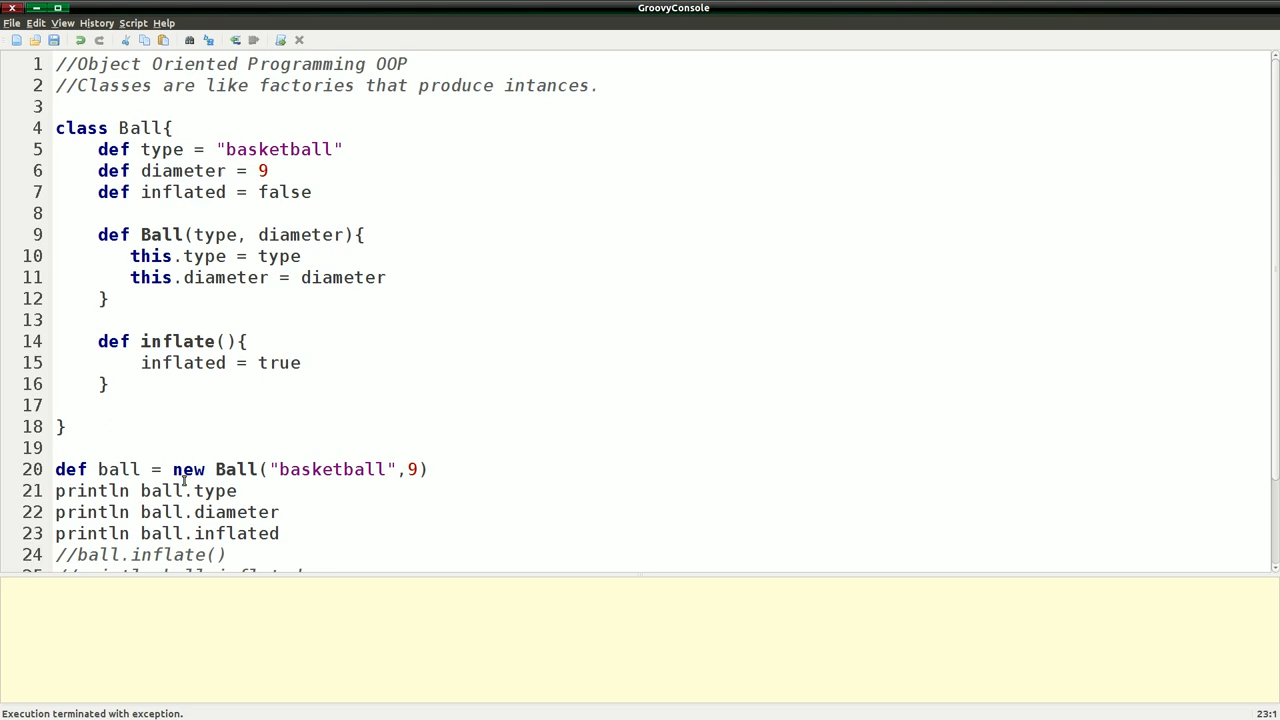 GroovyConsole
File Edit View History Script Help
1 //Object Oriented Programming OOP
2 //Classes are like factories that produce intances.
3
4 class Ball{
5 def type = "basketball"
6 def diameter = 9
7 def inflated = false
8
9 def Ball(type, diameter){
10 this.type = type
11 this.diameter = diameter
12 }
13
14 def inflate(){
15 inflated = true
16 }
17
18 }
19
20 def ball = new Ball("basketball",9)
21 println ball.type
22 println ball.diameter
23 println ball.inflated
24 //ball.inflate()
Execution terminated with exception. 23:1